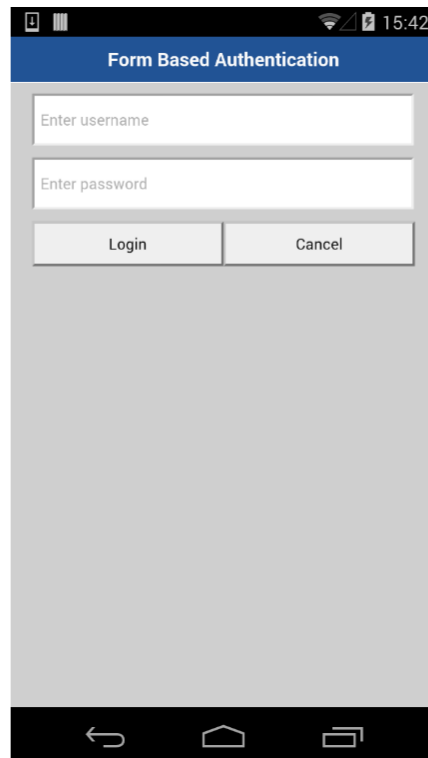 15:42
Form Based Authentication
Enter username
Enter password
Login Cancel